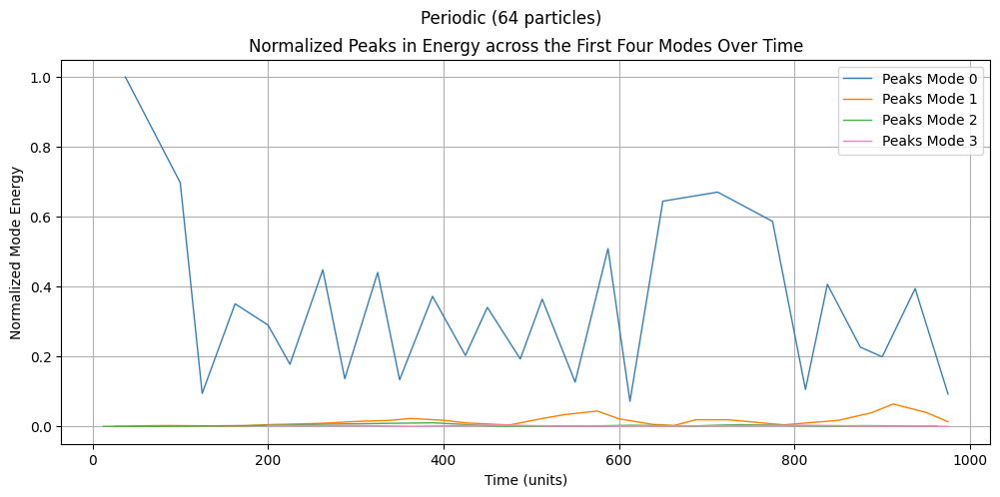 Periodic (64 particles)
Normalized Peaks in Energy across the First Four Modes Over Time
Peaks Mode 0
Peaks Mode 1
Peaks Mode 2
Peaks Mode 3
Normalized Mode Energy
1.0
0.8
0.6
0.4
0.2
0.0
0
200
400
600
800
1000
Time (units)